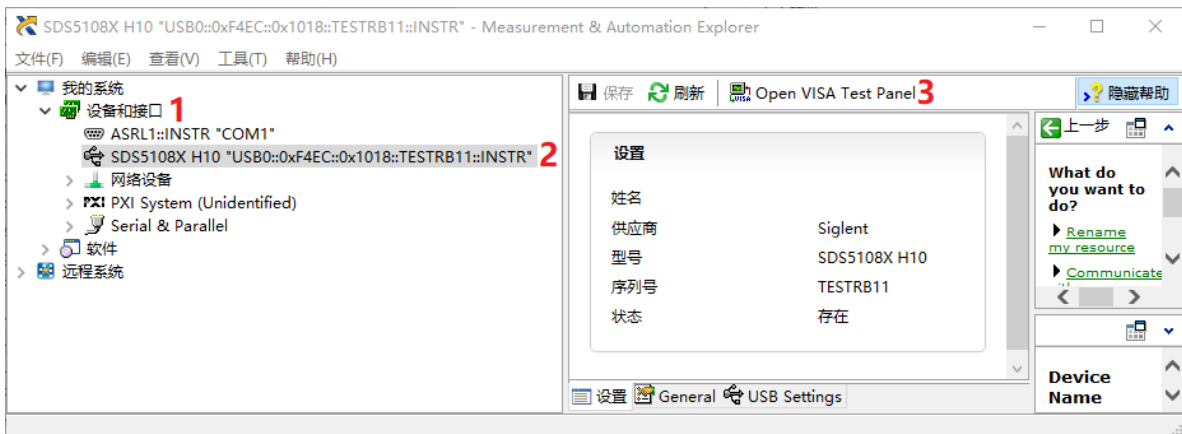 SDS5108X H10 "USB0::0xF4EC::0x1018::TESTRB11::INSTR" - Measurement & Automation Explorer
文件(F) 编辑(E) 查看(V) 工具(T) 帮助(H)
我的系统
设备和接口 1
ASRL1::INSTR "COM1"
SDS5108X H10 "USB0::0xF4EC::0x1018::TESTRB11::INSTR" 2
网络设备
PXI PXI System (Unidentified)
Serial & Parallel
软件
远程系统
保存 刷新 VISA Open VISA Test Panel 3 隐藏帮助
设置
姓名
供应商 Siglent
型号 SDS5108X H10
序列号 TESTRB11
状态 存在
设置 General USB Settings
上一步
What do
you want to
do?
Rename
my resource
Communicate
Device
Name